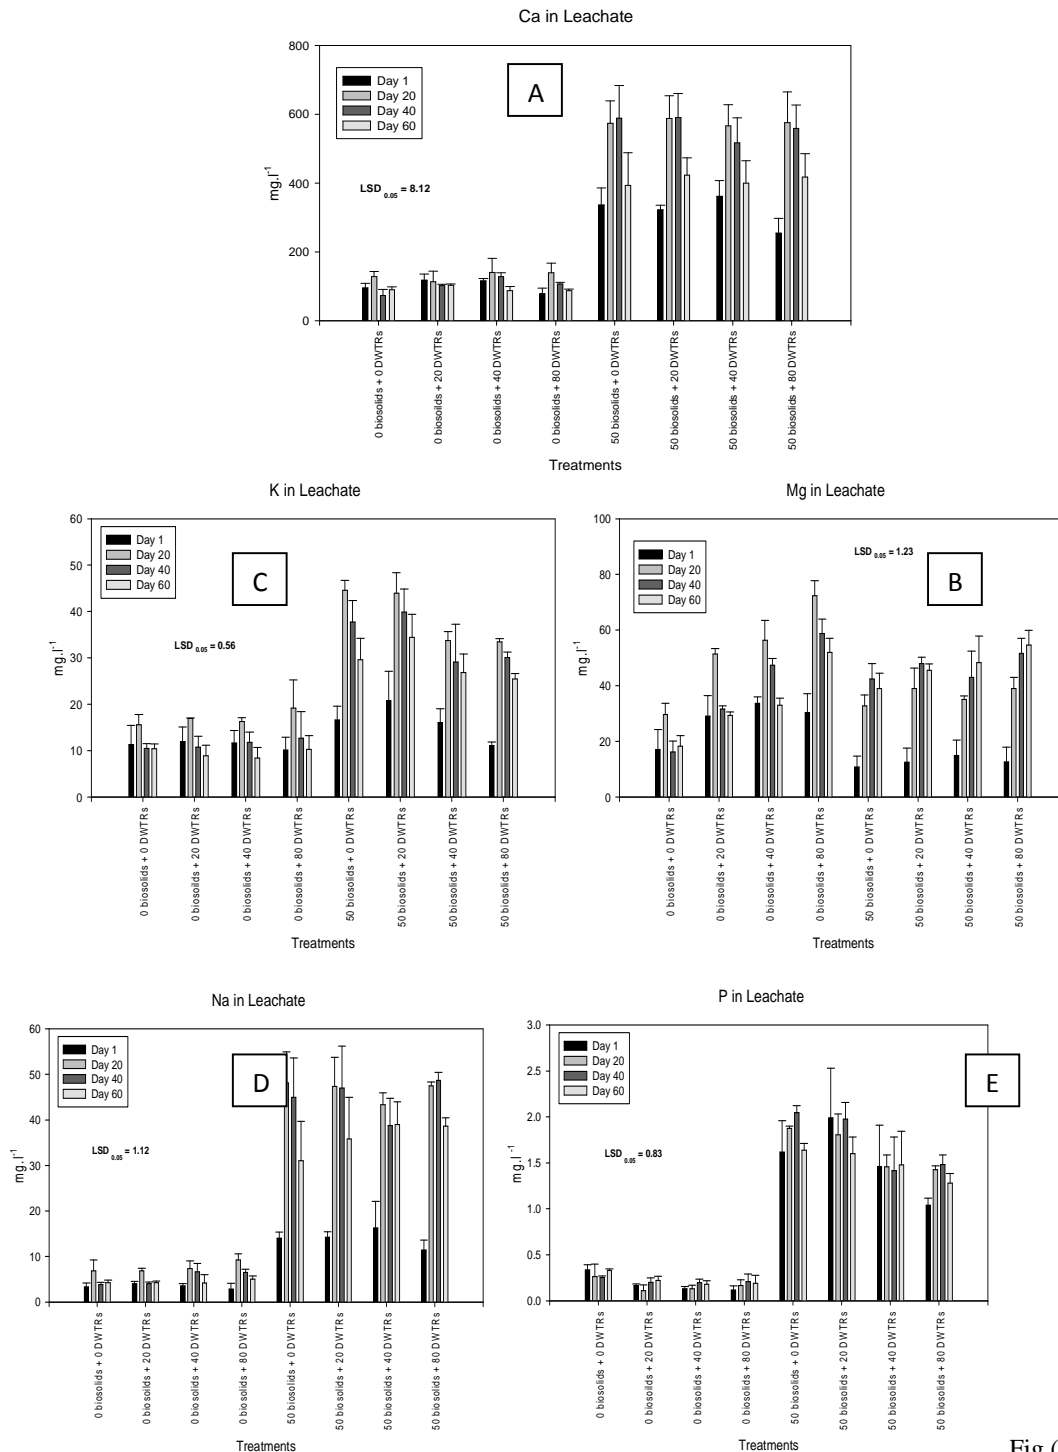 Ca in Leachate
800
600
400
200
0
mg.l-1
Day 1
Day 20
Day 40
Day 60
A
LSD 0.05 = 8.12
0 biosolids + 0 DWTRs
0 biosoilds + 20 DWTRs
0 biosolids + 40 DWTRs
0 biosolids + 80 DWTRs
50 biosolids + 0 DWTRs
50 biosolids + 20 DWTRs
50 biosolids + 40 DWTRs
50 biosolids + 80 DWTRs
Treatments
K in Leachate
60
50
40
30
20
10
0
mg.l-1
Day 1
Day 20
Day 40
Day 60
C
LSD 0.05 = 0.56
0 biosolids + 0 DWTRs
0 biosoilds + 20 DWTRs
0 biosolids + 40 DWTRs
0 biosolids + 80 DWTRs
50 biosolids + 0 DWTRs
50 biosolids + 20 DWTRs
50 biosolids + 40 DWTRs
50 biosolids + 80 DWTRs
Treatments
Mg in Leachate
100
80
60
40
20
0
mg.l-1
Day 1
Day 20
Day 40
Day 60
LSD 0.05 = 1.23
B
0 biosolids + 0 DWTRs
0 biosoilds + 20 DWTRs
0 biosolids + 40 DWTRs
0 biosolids + 80 DWTRs
50 biosolids + 0 DWTRs
50 biosolids + 20 DWTRs
50 biosolids + 40 DWTRs
50 biosolids + 80 DWTRs
Treatments
Na in Leachate
60
50
40
30
20
10
0
mg.l-1
Day 1
Day 20
Day 40
Day 60
D
LSD 0.05 = 1.12
0 biosolids + 0 DWTRs
0 biosoilds + 20 DWTRs
0 biosolids + 40 DWTRs
0 biosolids + 80 DWTRs
50 biosolids + 0 DWTRs
50 biosolids + 20 DWTRs
50 biosolids + 40 DWTRs
50 biosolids + 80 DWTRs
Treatments
P in Leachate
3.0
2.5
2.0
1.5
1.0
0.5
0.0
mg.l-1
Day 1
Day 20
Day 40
Day 60
E
LSD 0.05 = 0.83
0 biosolids + 0 DWTRs
0 biosoilds + 20 DWTRs
0 biosolids + 40 DWTRs
0 biosolids + 80 DWTRs
50 biosolids + 0 DWTRs
50 biosolids + 20 DWTRs
50 biosolids + 40 DWTRs
50 biosolids + 80 DWTRs
Treatments
Fig (